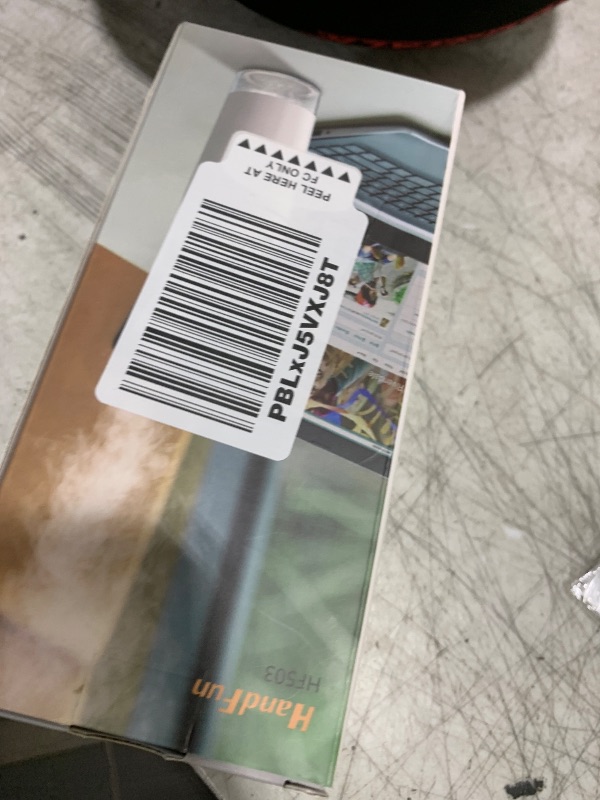 PEEL HERE AT
FC ONLY
PBLxJ5VXJ8T
HF503
HandFun